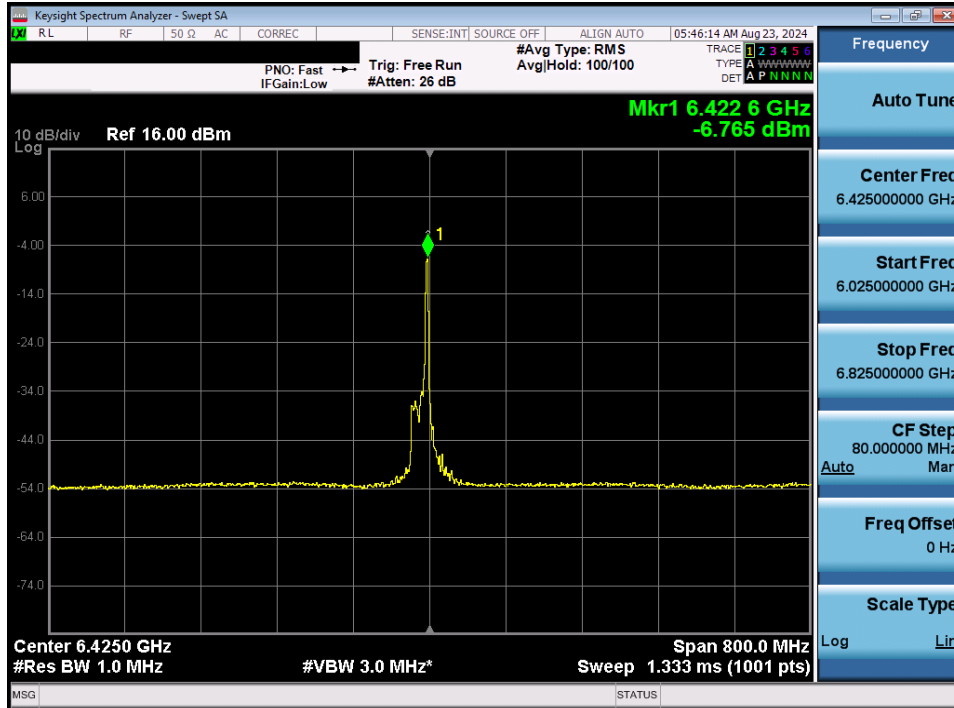 Keysight Spectrum Analyzer - Swept SA
LXI RL RF 50 Ω AC CORREC SENSE:INT SOURCE OFF ALIGN AUTO 05:46:14 AM Aug 23, 2024
PNO: Fast
IFGain:Low
Trig: Free Run
#Atten: 26 dB
#Avg Type: RMS
Avg|Hold: 100/100
TRACE 1 2 3 4 5 6
TYPE A WWWWW
DET A P N N N N
Mkr1 6.422 6 GHz
-6.765 dBm
10 dB/div Ref 16.00 dBm
Log
6.00
-4.00
-14.0
-24.0
-34.0
-44.0
-54.0
-64.0
-74.0
1
Center 6.4250 GHz
Span 800.0 MHz
#Res BW 1.0 MHz
#VBW 3.0 MHz*
Sweep 1.333 ms (1001 pts)
MSG
STATUS
Frequency
Auto Tune
Center Freq
6.425000000 GHz
Start Freq
6.025000000 GHz
Stop Freq
6.825000000 GHz
CF Step
80.000000 MHz
Auto Man
Freq Offset
0 Hz
Scale Type
Log Lin